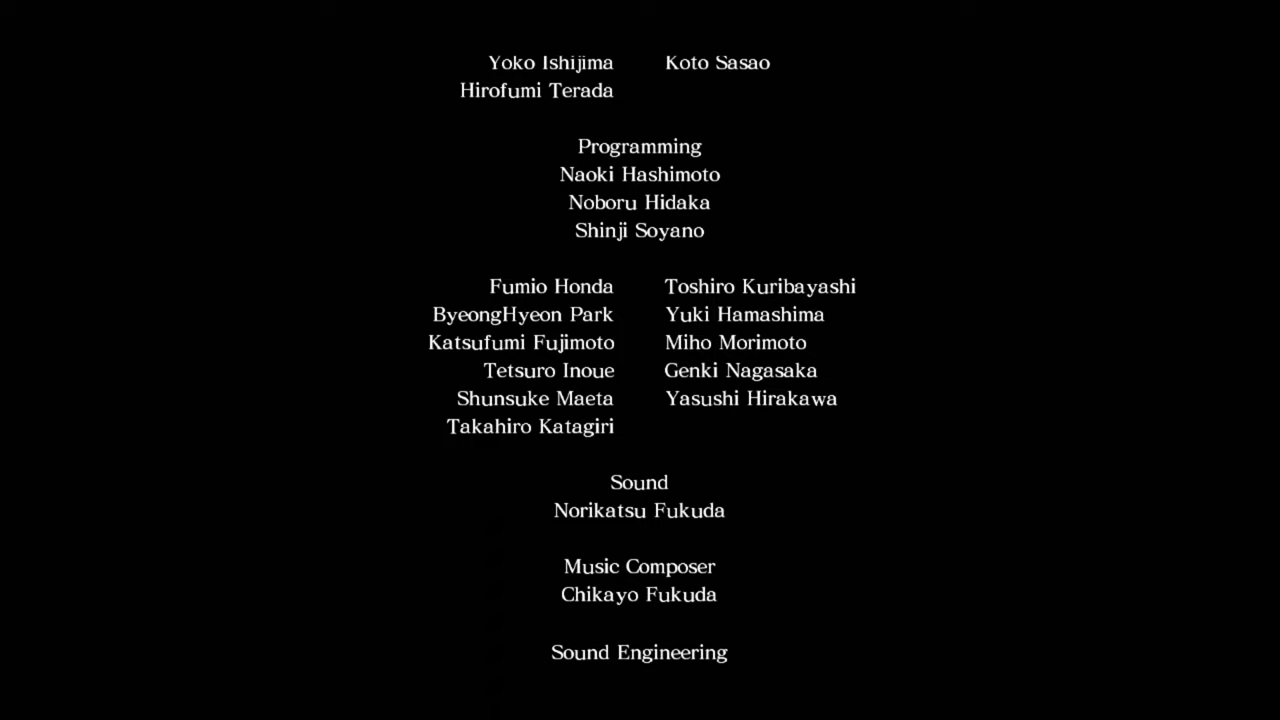 Yoko Ishijima Koto Sasao
Hirofumi Terada
Programming
Naoki Hashimoto
Noboru Hidaka
Shinji Soyano
Fumio Honda Toshiro Kuribayashi
ByeongHyeon Park Yuki Hamashima
Katsufumi Fujimoto Miho Morimoto
Tetsuro Inoue Genki Nagasaka
Shunsuke Maeta Yasushi Hirakawa
Takahiro Katagiri
Sound
Norikatsu Fukuda
Music Composer
Chikayo Fukuda
Sound Engineering